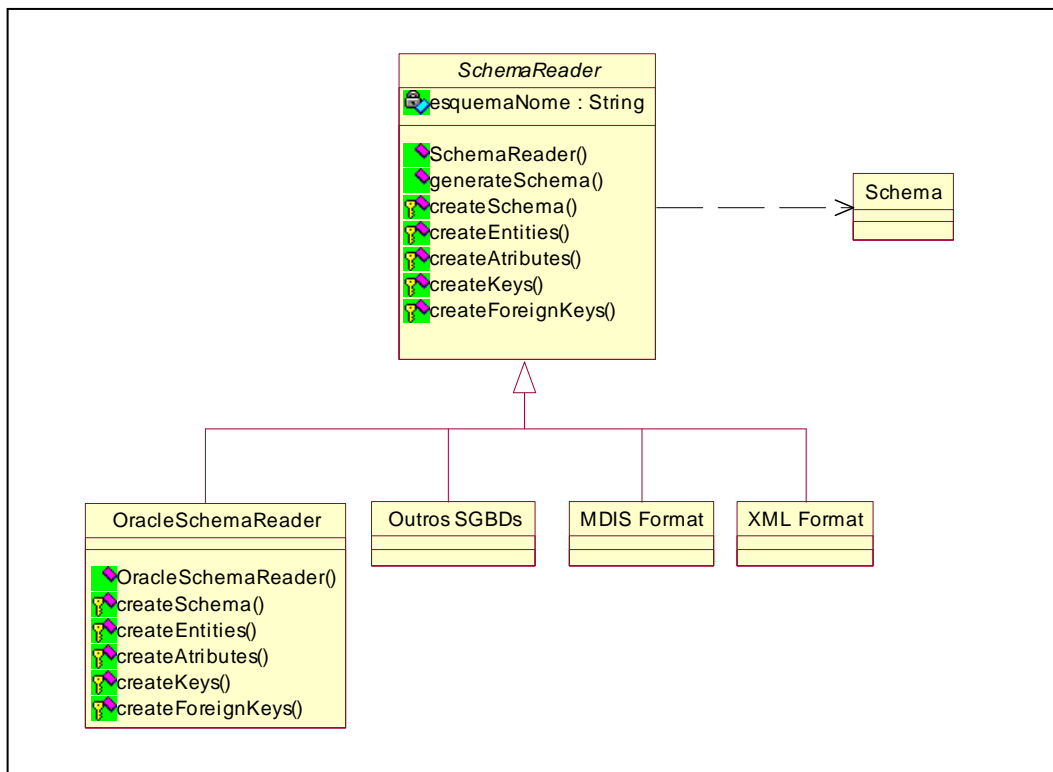 SchemaReader
esquemaNome : String
SchemaReader()
generateSchema()
createSchema()
createEntities()
createAtributes()
createKeys()
createForeignKeys()
Schema
OracleSchemaReader
OracleSchemaReader()
createSchema()
createEntities()
createAtributes()
createKeys()
createForeignKeys()
Outros SGBDs
MDIS Format
XML Format